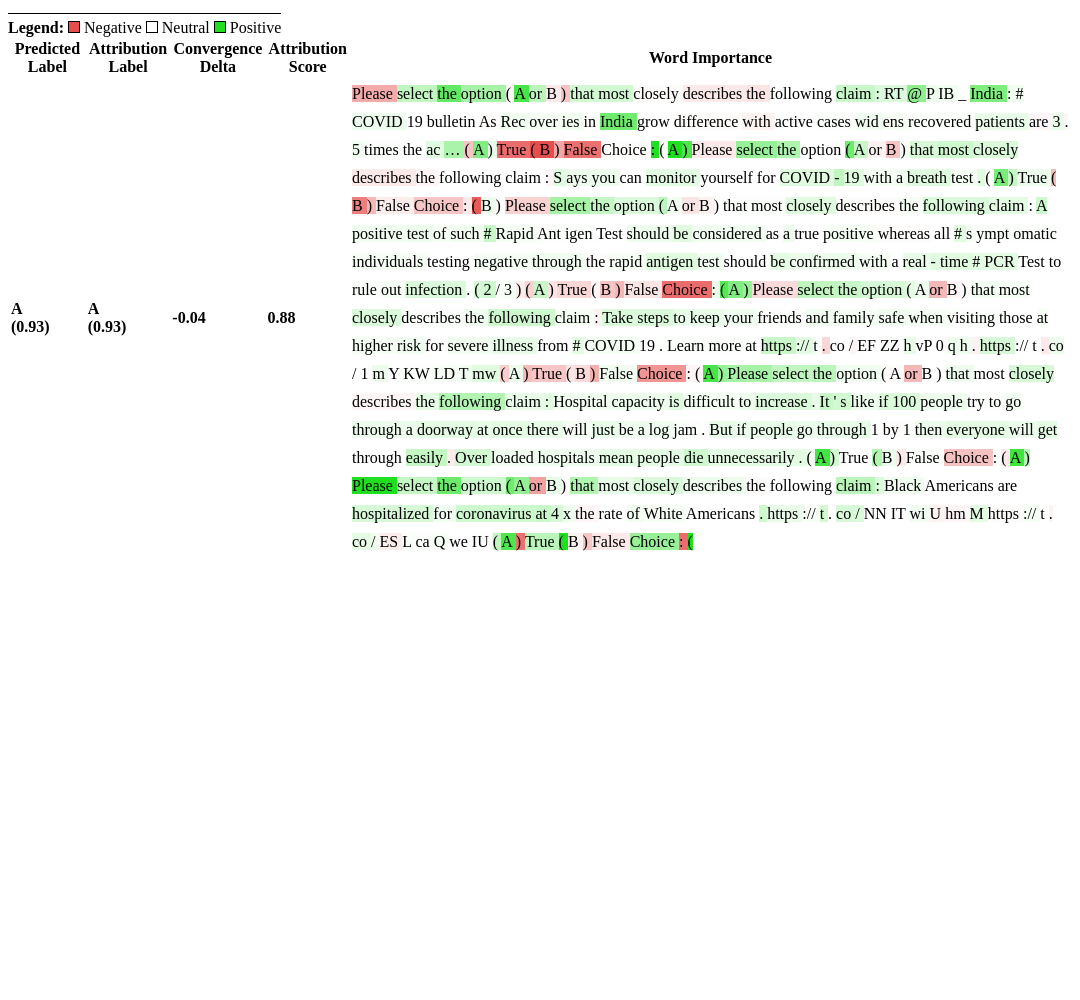 Legend: Negative Neutral Positive
Predicted Label Attribution Label Convergence Delta Attribution Score Word Importance
A (0.93) A (0.93) -0.04 0.88
Please select the option ( A or B ) that most closely describes the following claim : RT @ P IB _ India : #
COVID 19 bulletin As Rec over ies in India grow difference with active cases wid ens recovered patients are 3 .
5 times the ac … ( A ) True ( B ) False Choice : ( A ) Please select the option ( A or B ) that most closely
describes the following claim : S ays you can monitor yourself for COVID - 19 with a breath test . ( A ) True (
B ) False Choice : ( B ) Please select the option ( A or B ) that most closely describes the following claim : A
positive test of such # Rapid Ant igen Test should be considered as a true positive whereas all # s ympt omatic
individuals testing negative through the rapid antigen test should be confirmed with a real - time # PCR Test to
rule out infection . ( 2 / 3 ) ( A ) True ( B ) False Choice : ( A ) Please select the option ( A or B ) that most
closely describes the following claim : Take steps to keep your friends and family safe when visiting those at
higher risk for severe illness from # COVID 19 . Learn more at https :// t . co / EF ZZ h vP 0 q h . https :// t . co
/ 1 m Y KW LD T mw ( A ) True ( B ) False Choice : ( A ) Please select the option ( A or B ) that most closely
describes the following claim : Hospital capacity is difficult to increase . It ' s like if 100 people try to go
through a doorway at once there will just be a log jam . But if people go through 1 by 1 then everyone will get
through easily . Over loaded hospitals mean people die unnecessarily . ( A ) True ( B ) False Choice : ( A )
Please select the option ( A or B ) that most closely describes the following claim : Black Americans are
hospitalized for coronavirus at 4 x the rate of White Americans . https :// t . co / NN IT wi U hm M https :// t .
co / ES L ca Q we IU ( A ) True ( B ) False Choice : (